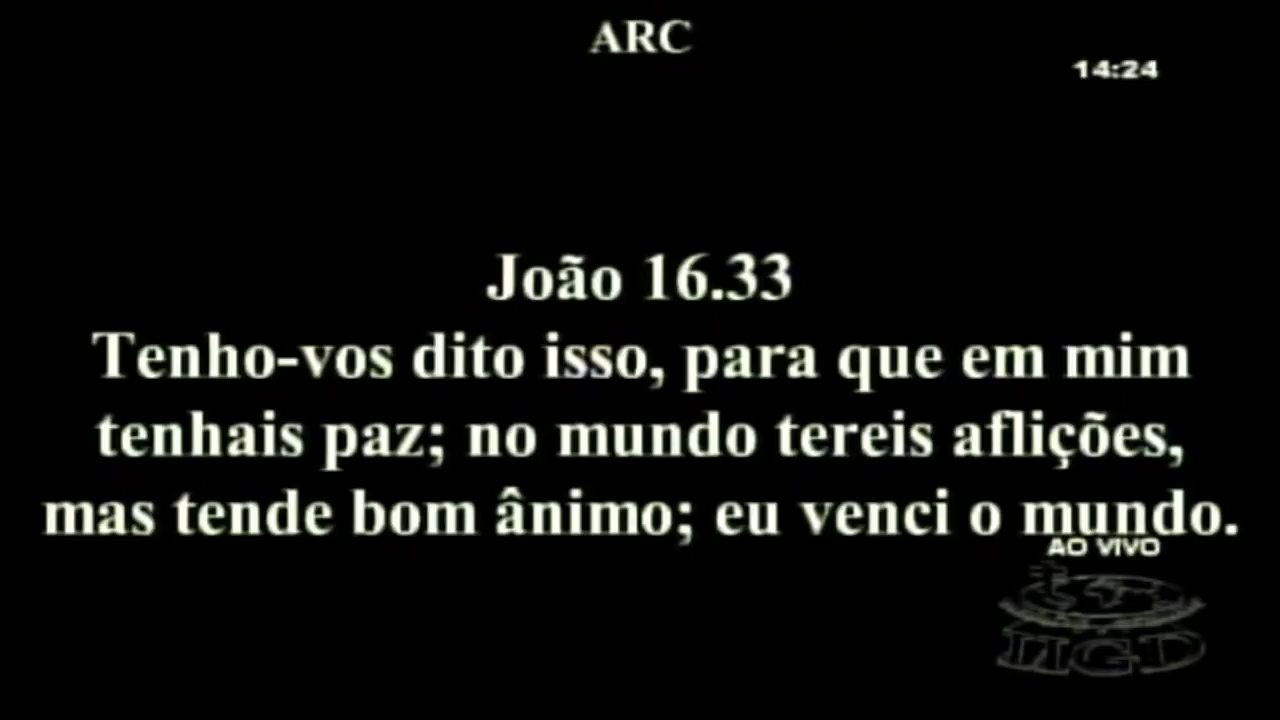 ARC
14:24
João 16.33
Tenho-vos dito isso, para que em mim
tenhais paz; no mundo tereis aflições,
mas tende bom ânimo; eu venci o mundo.
AO VIVO